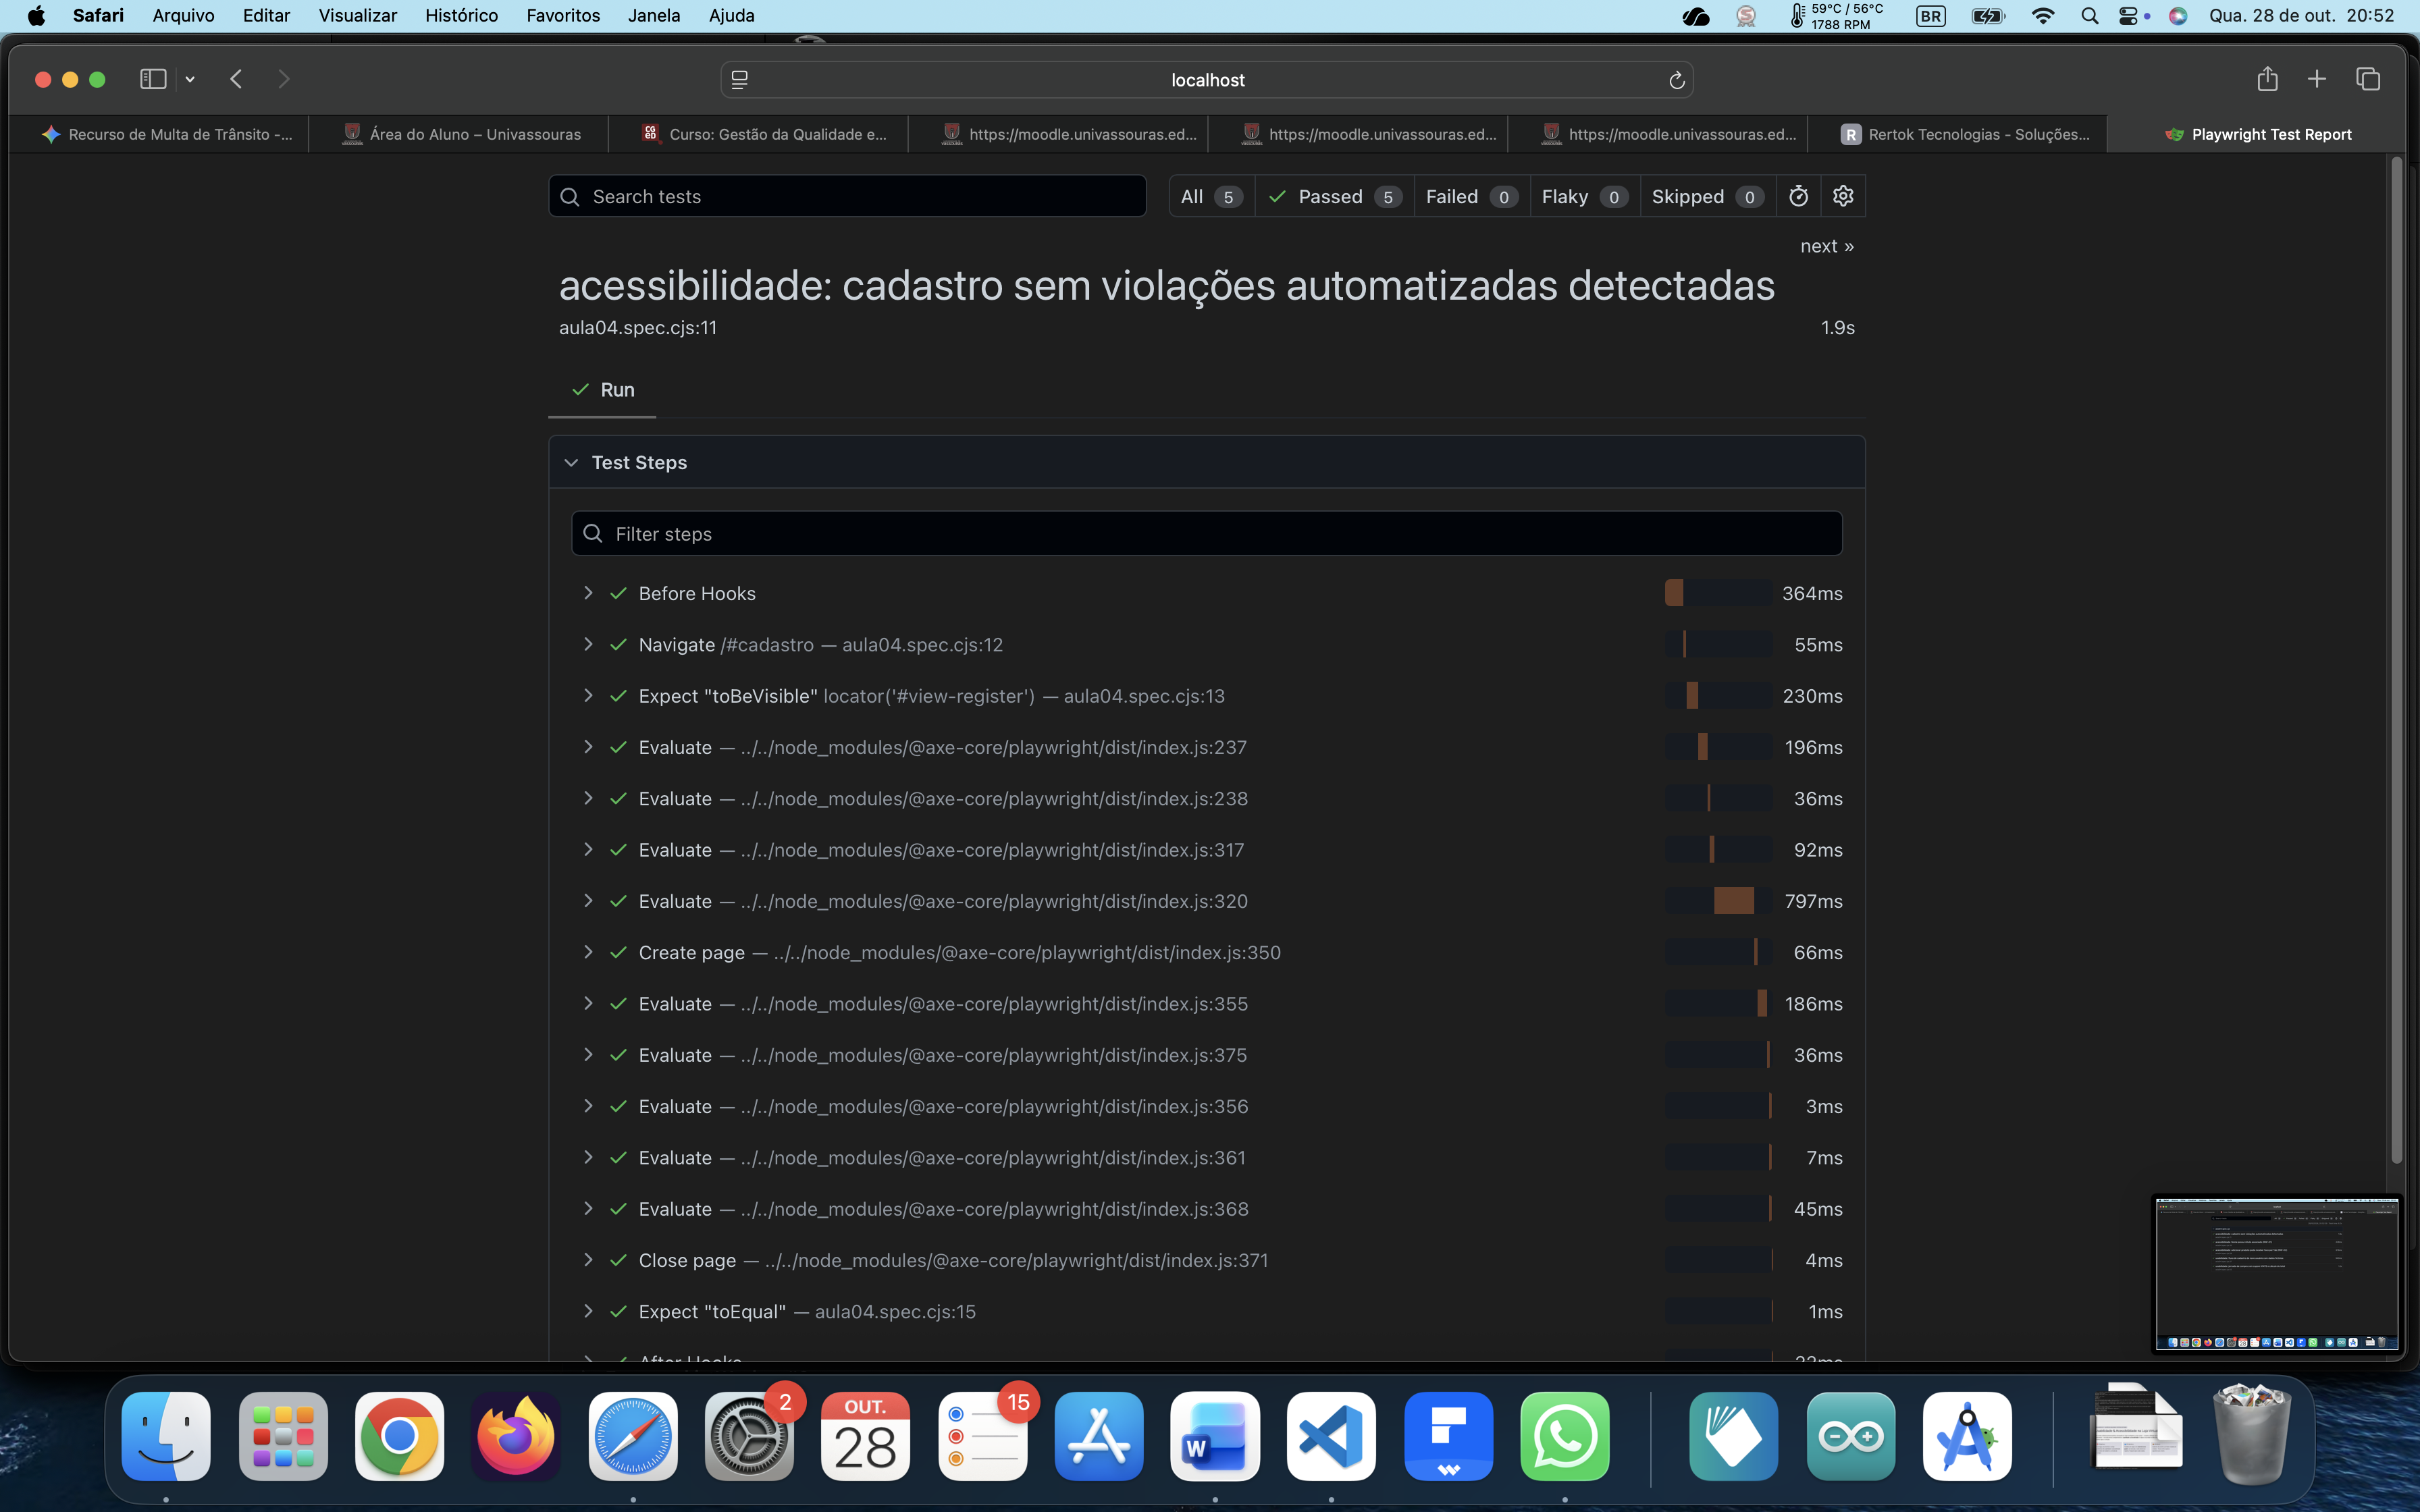 Safari Arquivo Editar Visualizar Histórico Favoritos Janela Ajuda 59°C / 56°C 1788 RPM BR Qua. 28 de out. 20:52
localhost
Recurso de Multa de Trânsito -... Área do Aluno – Univassouras Curso: Gestão da Qualidade e... https://moodle.univassouras.ed... https://moodle.univassouras.ed... https://moodle.univassouras.ed... Rertok Tecnologias - Soluções... Playwright Test Report
Search tests All 5 Passed 5 Failed 0 Flaky 0 Skipped 0
next »
acessibilidade: cadastro sem violações automatizadas detectadas
aula04.spec.cjs:11 1.9s
Run
Test Steps
Filter steps
Before Hooks 364ms
Navigate /#cadastro — aula04.spec.cjs:12 55ms
Expect "toBeVisible" locator('#view-register') — aula04.spec.cjs:13 230ms
Evaluate — ../../node_modules/@axe-core/playwright/dist/index.js:237 196ms
Evaluate — ../../node_modules/@axe-core/playwright/dist/index.js:238 36ms
Evaluate — ../../node_modules/@axe-core/playwright/dist/index.js:317 92ms
Evaluate — ../../node_modules/@axe-core/playwright/dist/index.js:320 797ms
Create page — ../../node_modules/@axe-core/playwright/dist/index.js:350 66ms
Evaluate — ../../node_modules/@axe-core/playwright/dist/index.js:355 186ms
Evaluate — ../../node_modules/@axe-core/playwright/dist/index.js:375 36ms
Evaluate — ../../node_modules/@axe-core/playwright/dist/index.js:356 3ms
Evaluate — ../../node_modules/@axe-core/playwright/dist/index.js:361 7ms
Evaluate — ../../node_modules/@axe-core/playwright/dist/index.js:368 45ms
Close page — ../../node_modules/@axe-core/playwright/dist/index.js:371 4ms
Expect "toEqual" — aula04.spec.cjs:15 1ms
After Hooks
2 OUT. 28 15 W